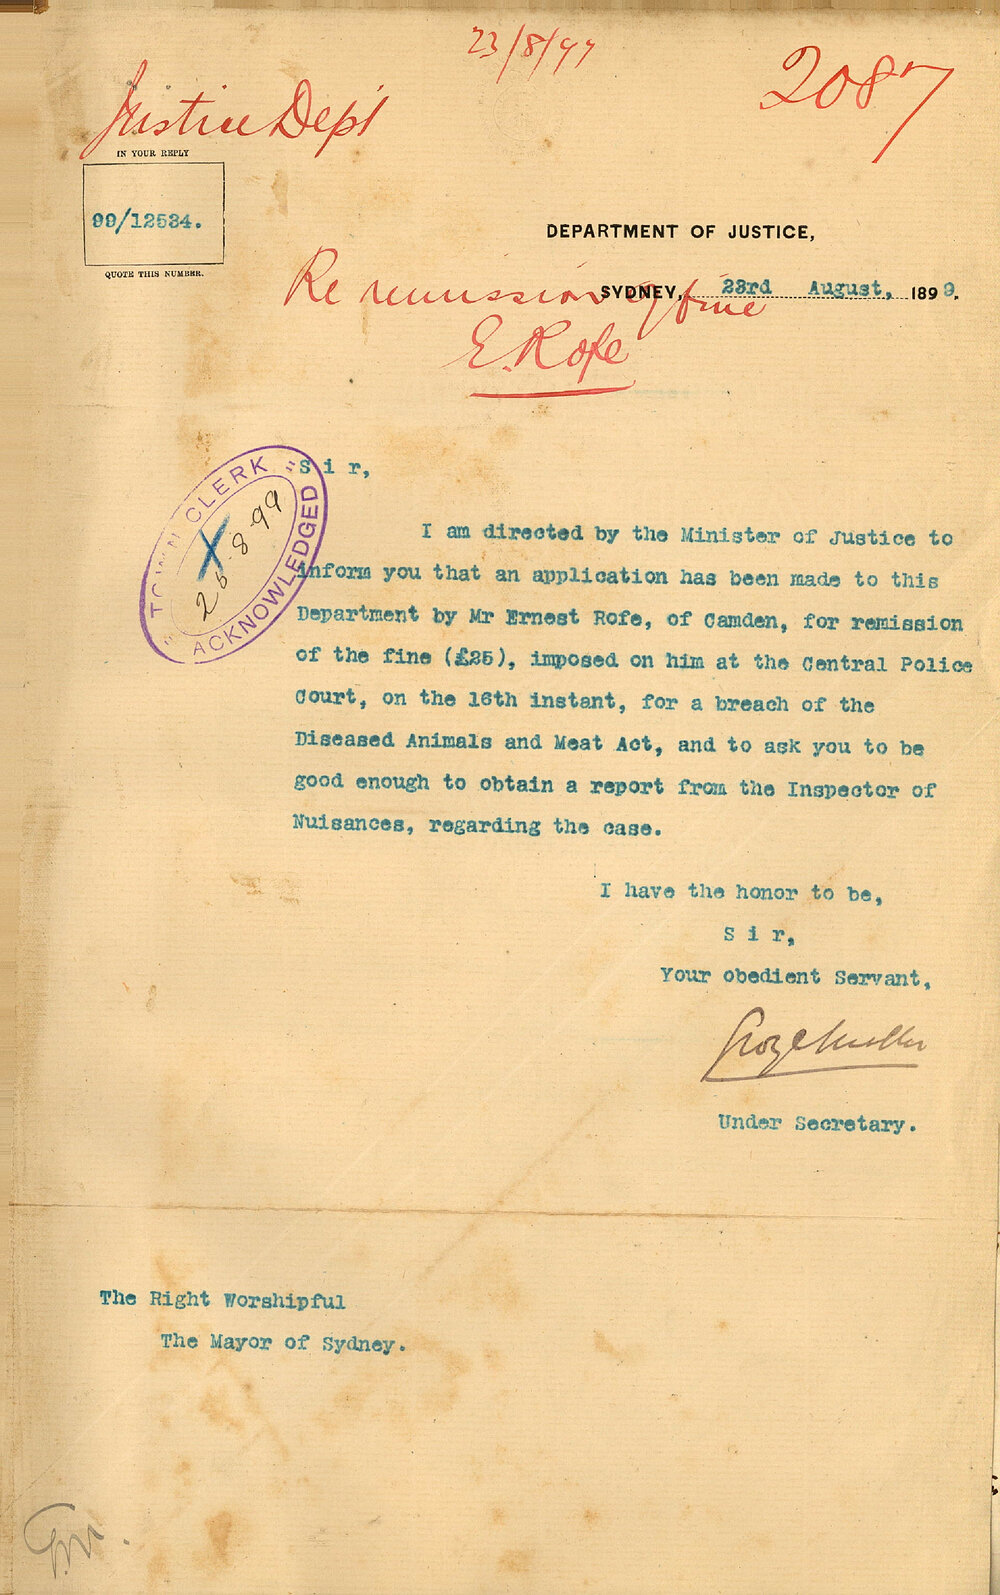 23/8/99
2087
Justice Dept
IN YOUR REPLY
99/12534.
QUOTE THIS NUMBER.
DEPARTMENT OF JUSTICE,
SYDNEY, 23rd August, 1899.
Re remission of fine
E. Rofe
"TOWN CLERK"
X
25.8.99
ACKNOWLEDGED
Sir,
I am directed by the Minister of Justice to
inform you that an application has been made to this
Department by Mr Ernest Rofe, of Camden, for remission
of the fine (£25), imposed on him at the Central Police
Court, on the 16th instant, for a breach of the
Diseased Animals and Meat Act, and to ask you to be
good enough to obtain a report from the Inspector of
Nuisances, regarding the case.
I have the honor to be,
Sir,
Your obedient Servant,
Under Secretary.
The Right Worshipful
The Mayor of Sydney.